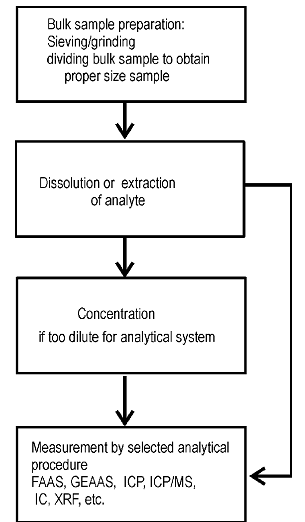 Bulk sample preparation:
Sieving/grinding
dividing bulk sample to obtain
proper size sample
Dissolution or extraction
of analyte
Concentration
if too dilute for analytical system
Measurement by selected analytical
procedure
FAAS, GEAAS, ICP, ICP/MS,
IC, XRF, etc.